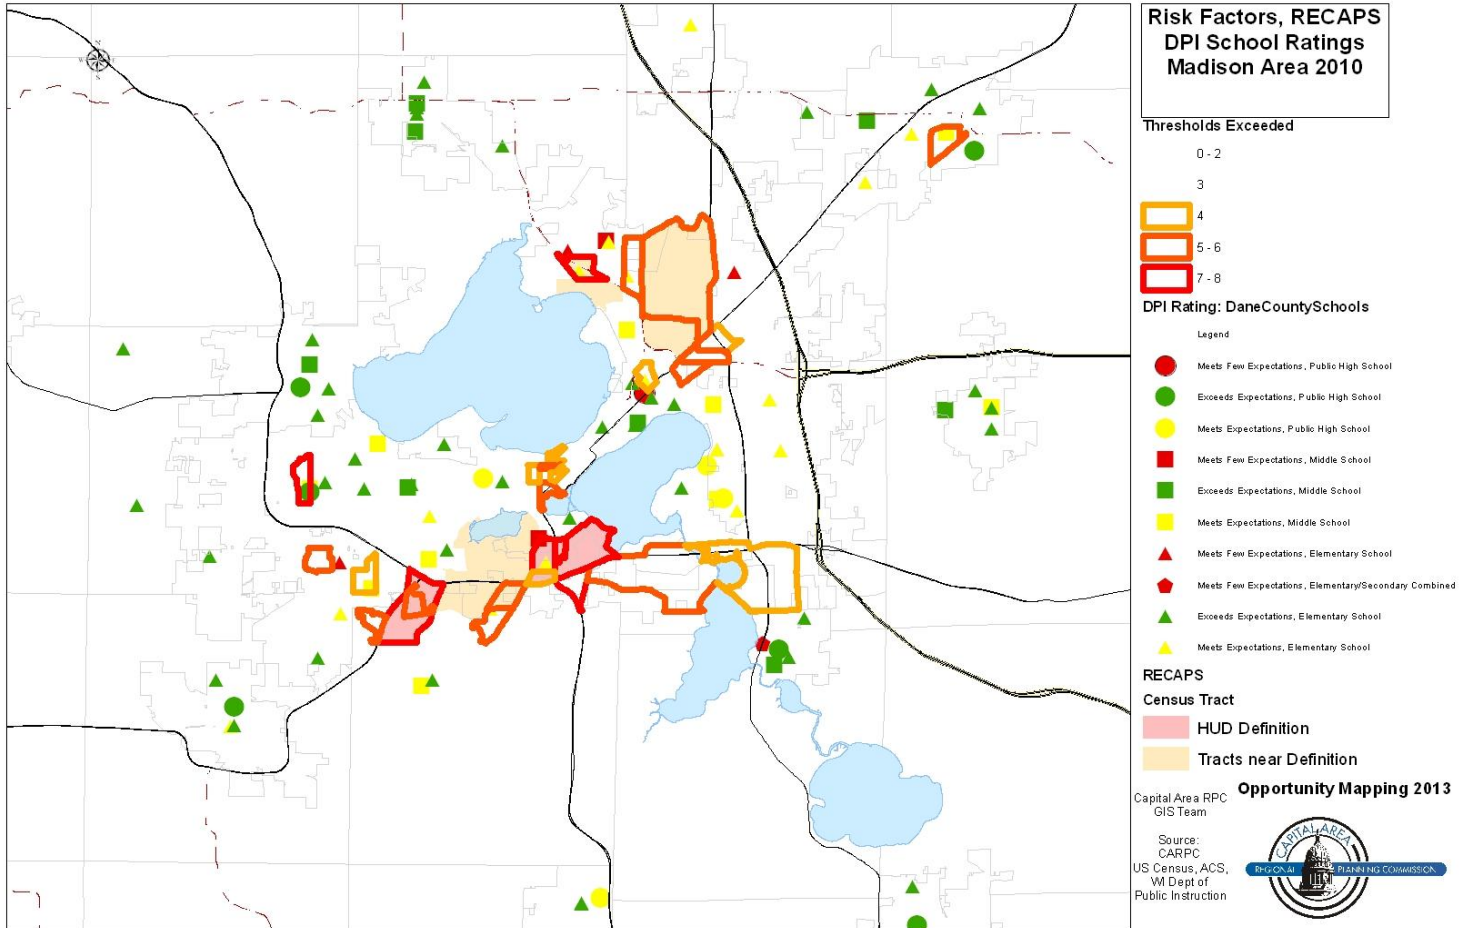 Risk Factors, RECAPS
DPI School Ratings
Madison Area 2010
Thresholds Exceeded
0 - 2
3
4
5 - 6
7 - 8
DPI Rating: DaneCountySchools
Legend
Meets Few Expectations, Public High School
Exceeds Expectations, Public High School
Meets Expectations, Public High School
Meets Few Expectations, Middle School
Exceeds Expectations, Middle School
Meets Expectations, Middle School
Meets Few Expectations, Elementary School
Meets Few Expectations, Elementary/Secondary Combined
Exceeds Expectations, Elementary School
Meets Expectations, Elementary School
RECAPS
Census Tract
HUD Definition
Tracts near Definition
Opportunity Mapping 2013
Capital Area RPC
GIS Team
Source:
CARPC
US Census, ACS,
WI Dept of
Public Instruction
CAPITAL AREA
REGIONAL PLANNING COMMISSION
N
W E
S